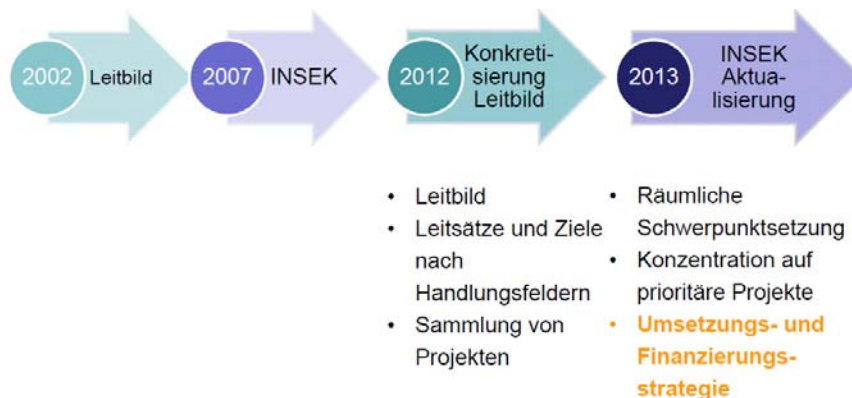 2002
Leitbild
2007
INSEK
2012
Konkreti-
sierung
Leitbild
2013
INSEK
Aktua-
lisierung
• Leitbild
• Leitsätze und Ziele
nach
Handlungsfeldern
• Sammlung von
Projekten
• Räumliche
Schwerpunktsetzung
• Konzentration auf
prioritäre Projekte
• Umsetzungs- und
Finanzierungs-
strategie